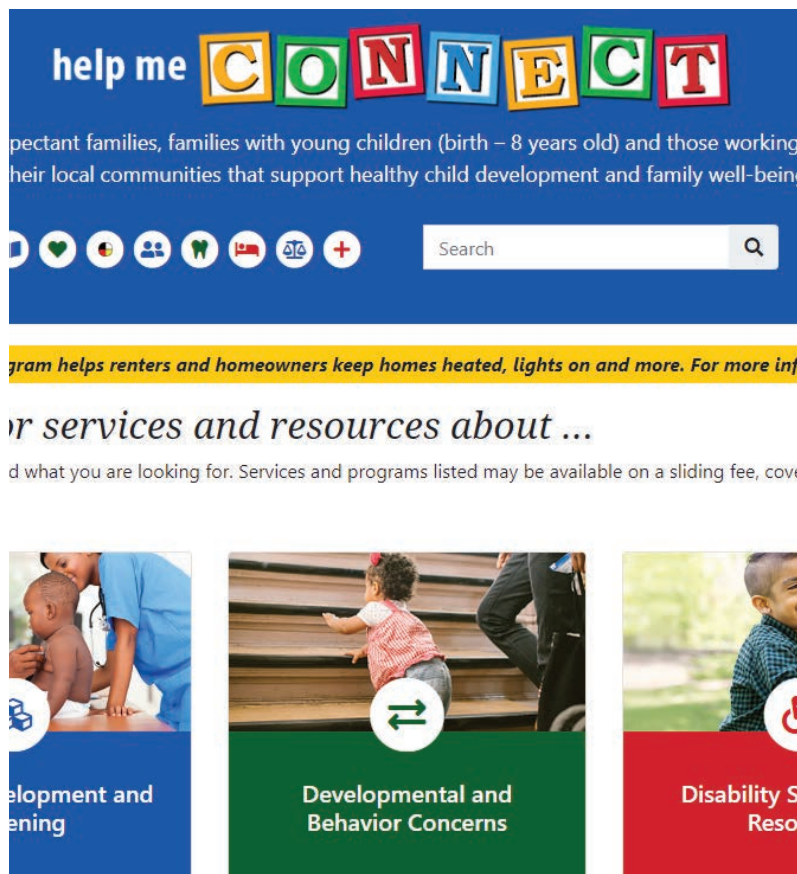 help me CONNECT
pectant families, families with young children (birth – 8 years old) and those working
heir local communities that support healthy child development and family well-being
Search
gram helps renters and homeowners keep homes heated, lights on and more. For more inf
or services and resources about ...
d what you are looking for. Services and programs listed may be available on a sliding fee, cove
elopment and
ening
Developmental and
Behavior Concerns
Disability S
Reso